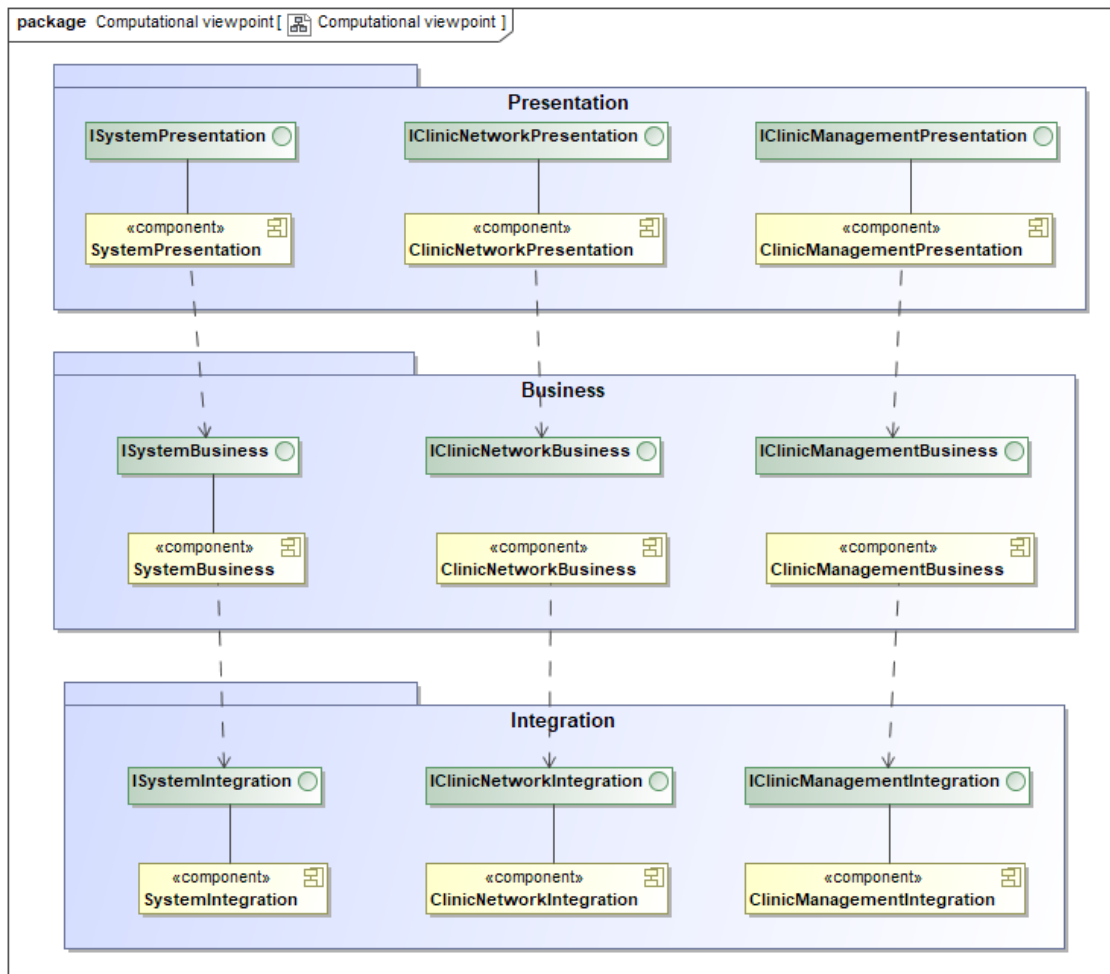 package Computational viewpoint [ Computational viewpoint ]
Presentation
ISystemPresentation
IClinicNetworkPresentation
IClinicManagementPresentation
«component»
SystemPresentation
«component»
ClinicNetworkPresentation
«component»
ClinicManagementPresentation
Business
ISystemBusiness
IClinicNetworkBusiness
IClinicManagementBusiness
«component»
SystemBusiness
«component»
ClinicNetworkBusiness
«component»
ClinicManagementBusiness
Integration
ISystemIntegration
IClinicNetworkIntegration
IClinicManagementIntegration
«component»
SystemIntegration
«component»
ClinicNetworkIntegration
«component»
ClinicManagementIntegration